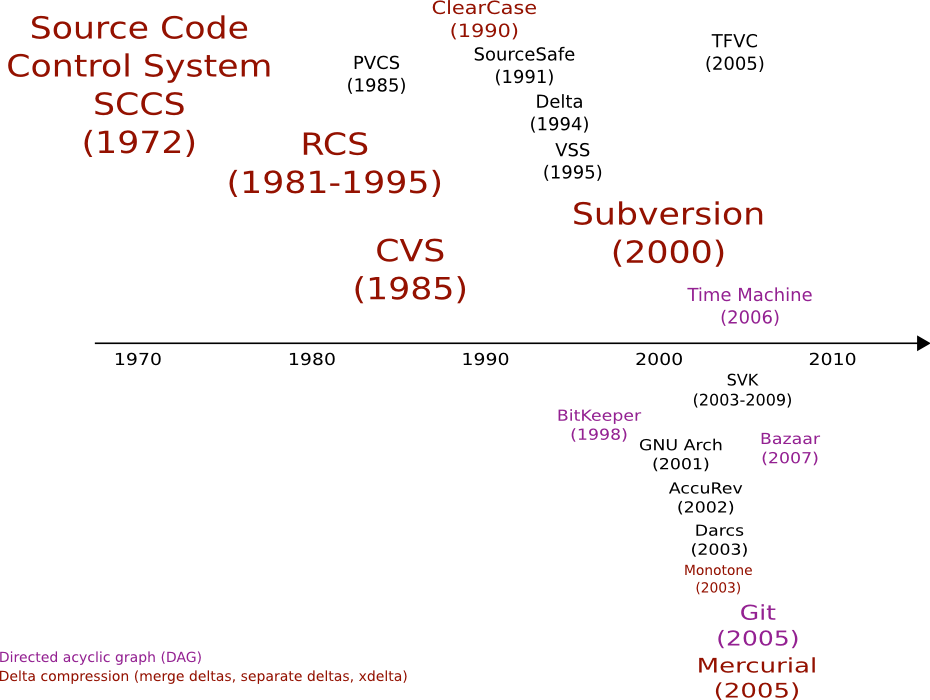 Source Code
Control System
SCCS
(1972)
PVCS
(1985)
ClearCase
(1990)
SourceSafe
(1991)
Delta
(1994)
VSS
(1995)
TFVC
(2005)
RCS
(1981-1995)
CVS
(1985)
Subversion
(2000)
Time Machine
(2006)
1970 1980 1990 2000 2010
SVK
(2003-2009)
BitKeeper
(1998)
GNU Arch
(2001)
Bazaar
(2007)
AccuRev
(2002)
Darcs
(2003)
Monotone
(2003)
Git
(2005)
Mercurial
(2005)
Directed acyclic graph (DAG)
Delta compression (merge deltas, separate deltas, xdelta)